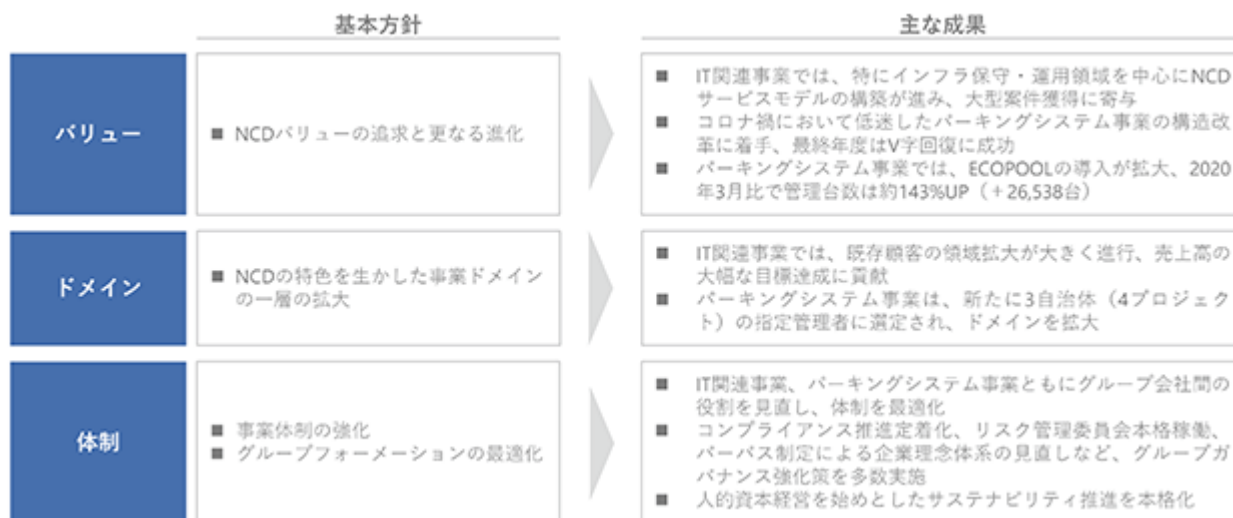 基本方針
主な成果
バリュー
■ NCDバリューの追求と更なる進化
■ IT関連事業では、特にインフラ保守・運用領域を中心にNCD
サービスモデルの構築が進み、大型案件獲得に寄与
■ コロナ禍において低迷したパーキングシステム事業の構造改
革に着手、最終年度はV字回復に成功
■ パーキングシステム事業では、ECOPOOLの導入が拡大、2020
年3月比で管理台数は約143%UP（+26,538台）
ドメイン
■ NCDの特色を生かした事業ドメイン
の一層の拡大
■ IT関連事業では、既存顧客の領域拡大が大きく進行、売上高の
大幅な目標達成に貢献
■ パーキングシステム事業は、新たに3自治体（4プロジェク
ト）の指定管理者に選定され、ドメインを拡大
体制
■ 事業体制の強化
■ グループフォーメーションの最適化
■ IT関連事業、パーキングシステム事業ともにグループ会社間の
役割を見直し、体制を最適化
■ コンプライアンス推進定着化、リスク管理委員会本格稼働、
パーパス制定による企業理念体系の見直しなど、グループガ
バナンス強化策を多数実施
■ 人的資本経営を始めとしたサステナビリティ推進を本格化